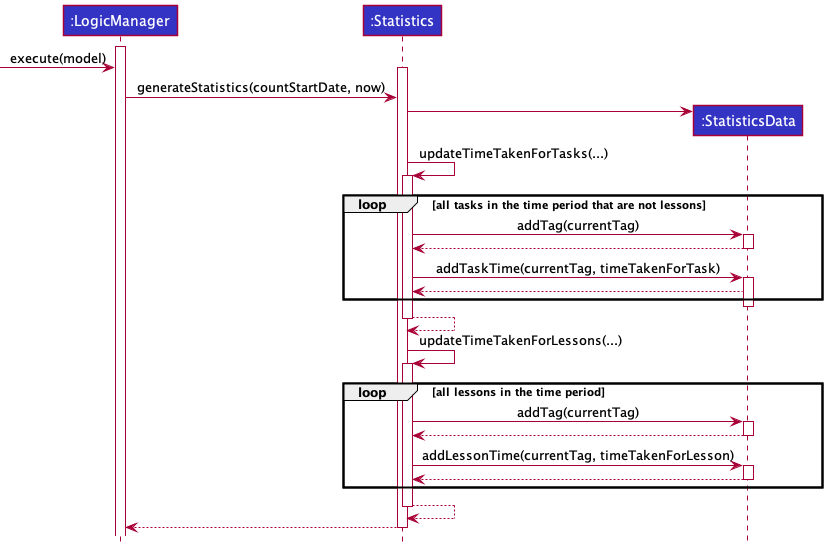 :LogicManager
:Statistics
execute(model)
generateStatistics(countStartDate, now)
:StatisticsData
updateTimeTakenForTasks(...)
loop
[all tasks in the time period that are not lessons]
addTag(currentTag)
addTaskTime(currentTag, timeTakenForTask)
updateTimeTakenForLessons(...)
loop
[all lessons in the time period]
addTag(currentTag)
addLessonTime(currentTag, timeTakenForLesson)